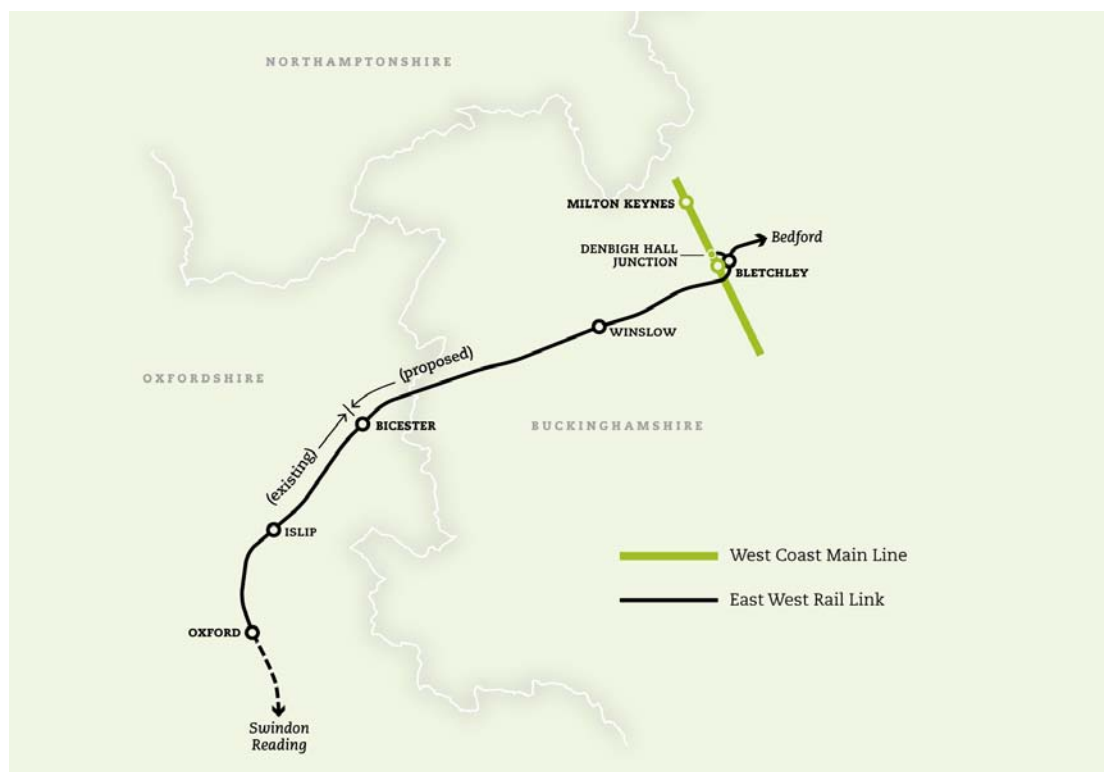 NORTHAMPTONSHIRE
MILTON KEYNES
Bedford
DENBIGH HALL
JUNCTION
BLETCHLEY
WINSLOW
(proposed)
OXFORDSHIRE
BICESTER
BUCKINGHAMSHIRE
(existing)
ISLIP
West Coast Main Line
East West Rail Link
OXFORD
Swindon
Reading